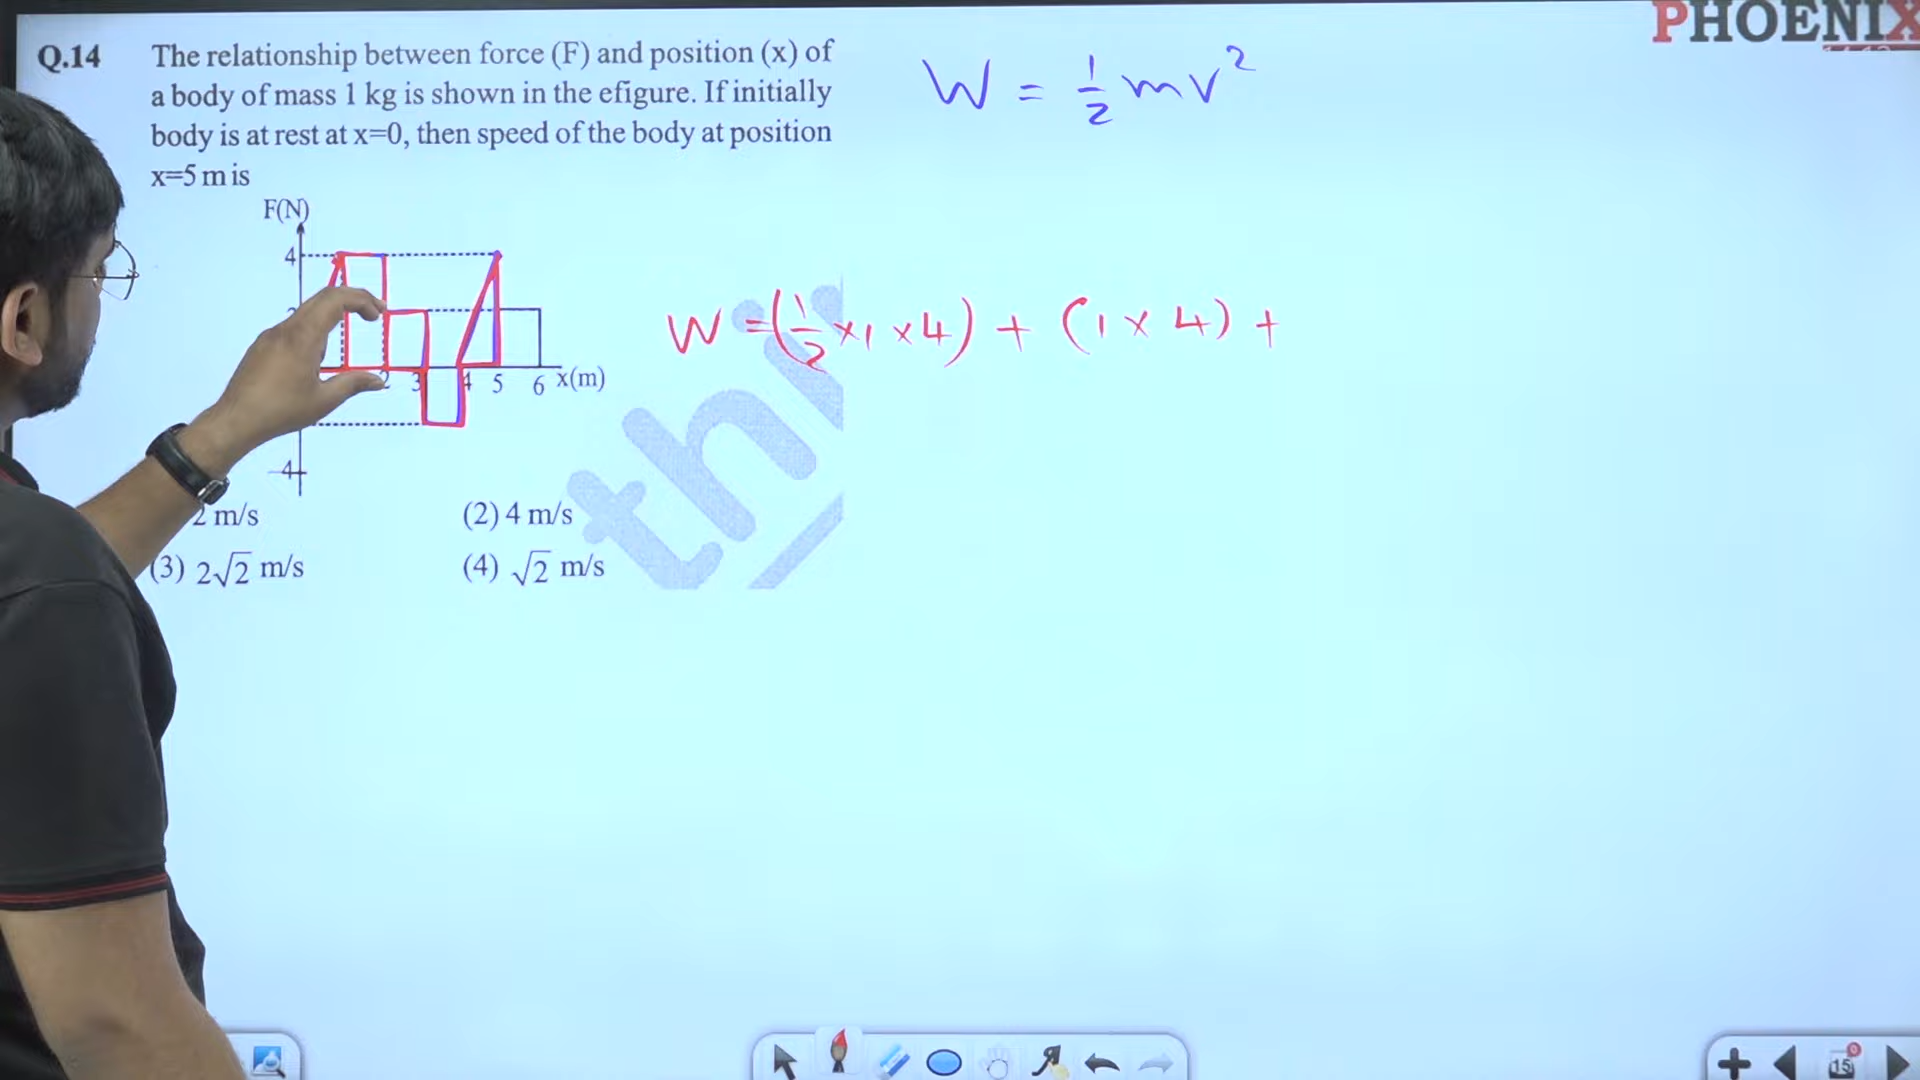 PHOENIX
Q.14 The relationship between force (F) and position (x) of
a body of mass 1 kg is shown in the efigure. If initially
body is at rest at x=0, then speed of the body at position
x=5 m is
W = 1/2 mv²
F(N)
4
W = (1/2 × 1 × 4) + (1 × 4) +
2 3 4 5 6 x(m)
-4
2 m/s (2) 4 m/s
(3) 2√2 m/s (4) √2 m/s
15